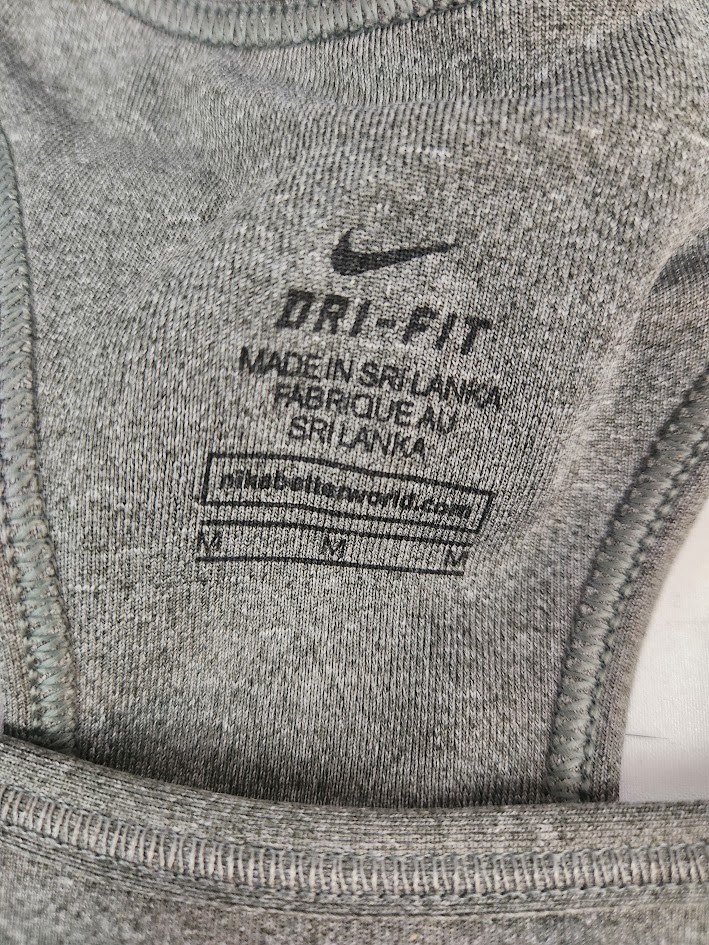 DRI-FIT
MADE IN SRI LANKA
FABRIQUE AU
SRI LANKA
nikebetterworld.com
M M M